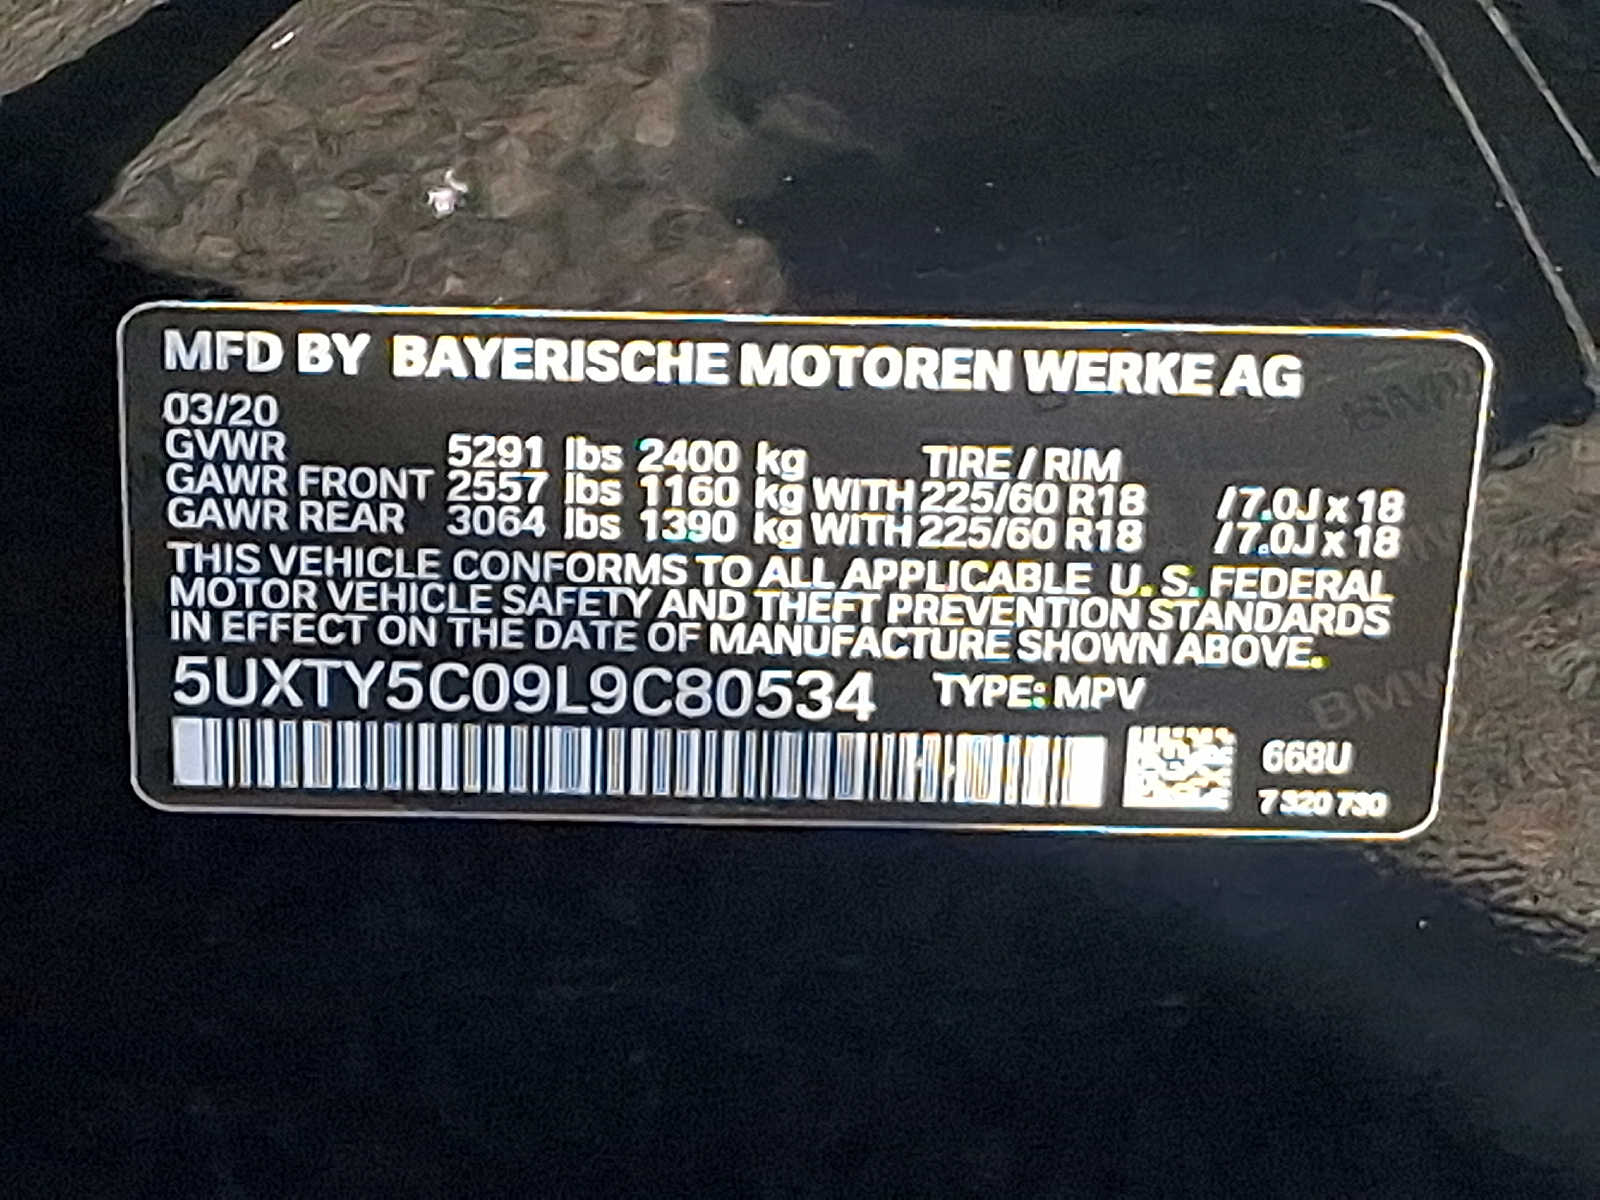 MFD BY BAYERISCHE MOTOREN WERKE AG
03/20
GVWR 5291 lbs 2400 kg TIRE / RIM
GAWR FRONT 2557 lbs 1160 kg WITH 225/60 R18 /7.0J x 18
GAWR REAR 3064 lbs 1390 kg WITH 225/60 R18 /7.0J x 18
THIS VEHICLE CONFORMS TO ALL APPLICABLE U. S. FEDERAL
MOTOR VEHICLE SAFETY AND THEFT PREVENTION STANDARDS
IN EFFECT ON THE DATE OF MANUFACTURE SHOWN ABOVE.
5UXTY5C09L9C80534 TYPE: MPV
668U
7 320 730
BMW
BMW